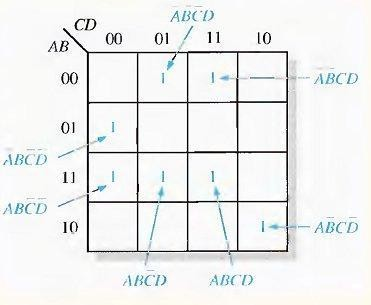 A̅B̅C̅D
CD
AB 00 01 11 10
00 1 1 A̅B̅CD
01 1
A̅BC̅D̅
11 1 1 1
ABC̅D̅
10 1 AB̅CD̅
ABC̅D ABCD